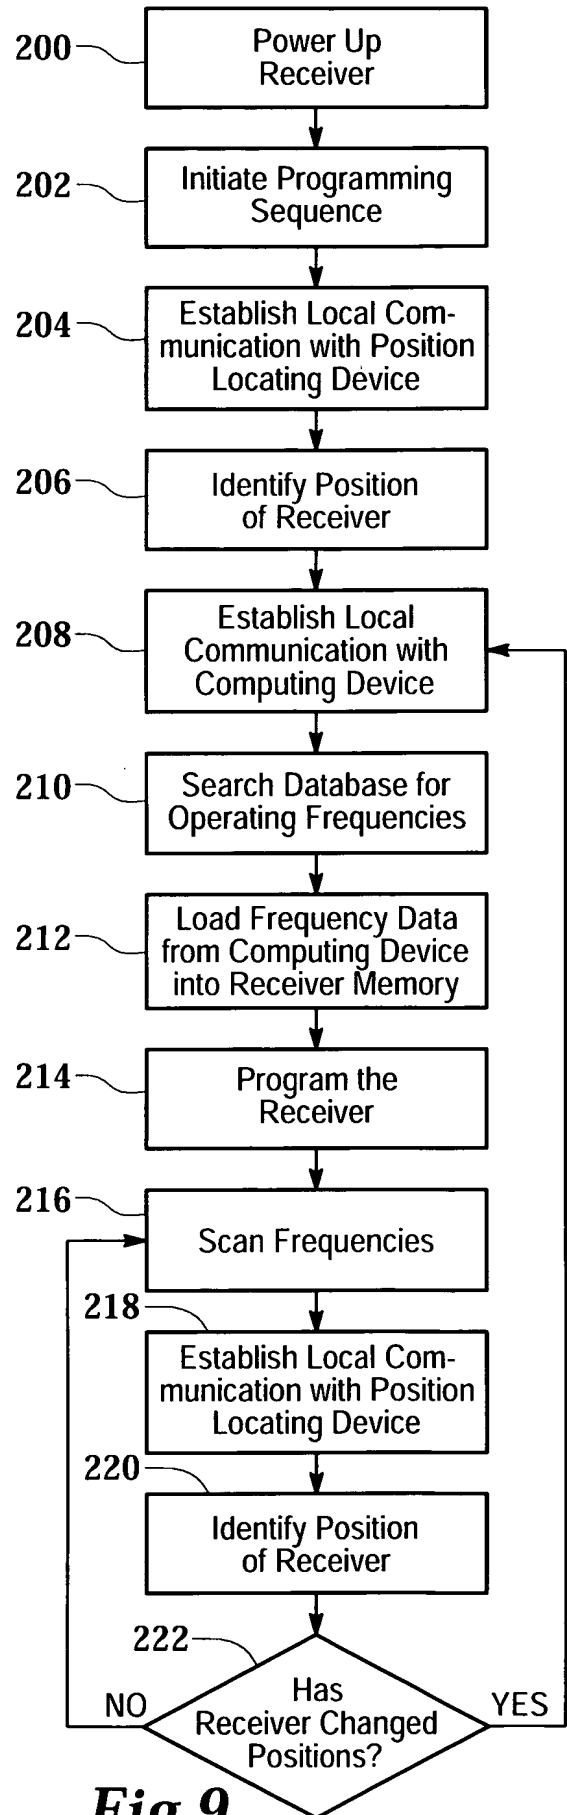 200
Power Up
Receiver
202
Initiate Programming
Sequence
204
Establish Local Com-
munication with Position
Locating Device
206
Identify Position
of Receiver
208
Establish Local
Communication with
Computing Device
210
Search Database for
Operating Frequencies
212
Load Frequency Data
from Computing Device
into Receiver Memory
214
Program the
Receiver
216
Scan Frequencies
218
Establish Local Com-
munication with Position
Locating Device
220
Identify Position
of Receiver
222
Has
Receiver Changed
Positions?
NO
YES
Fig 9